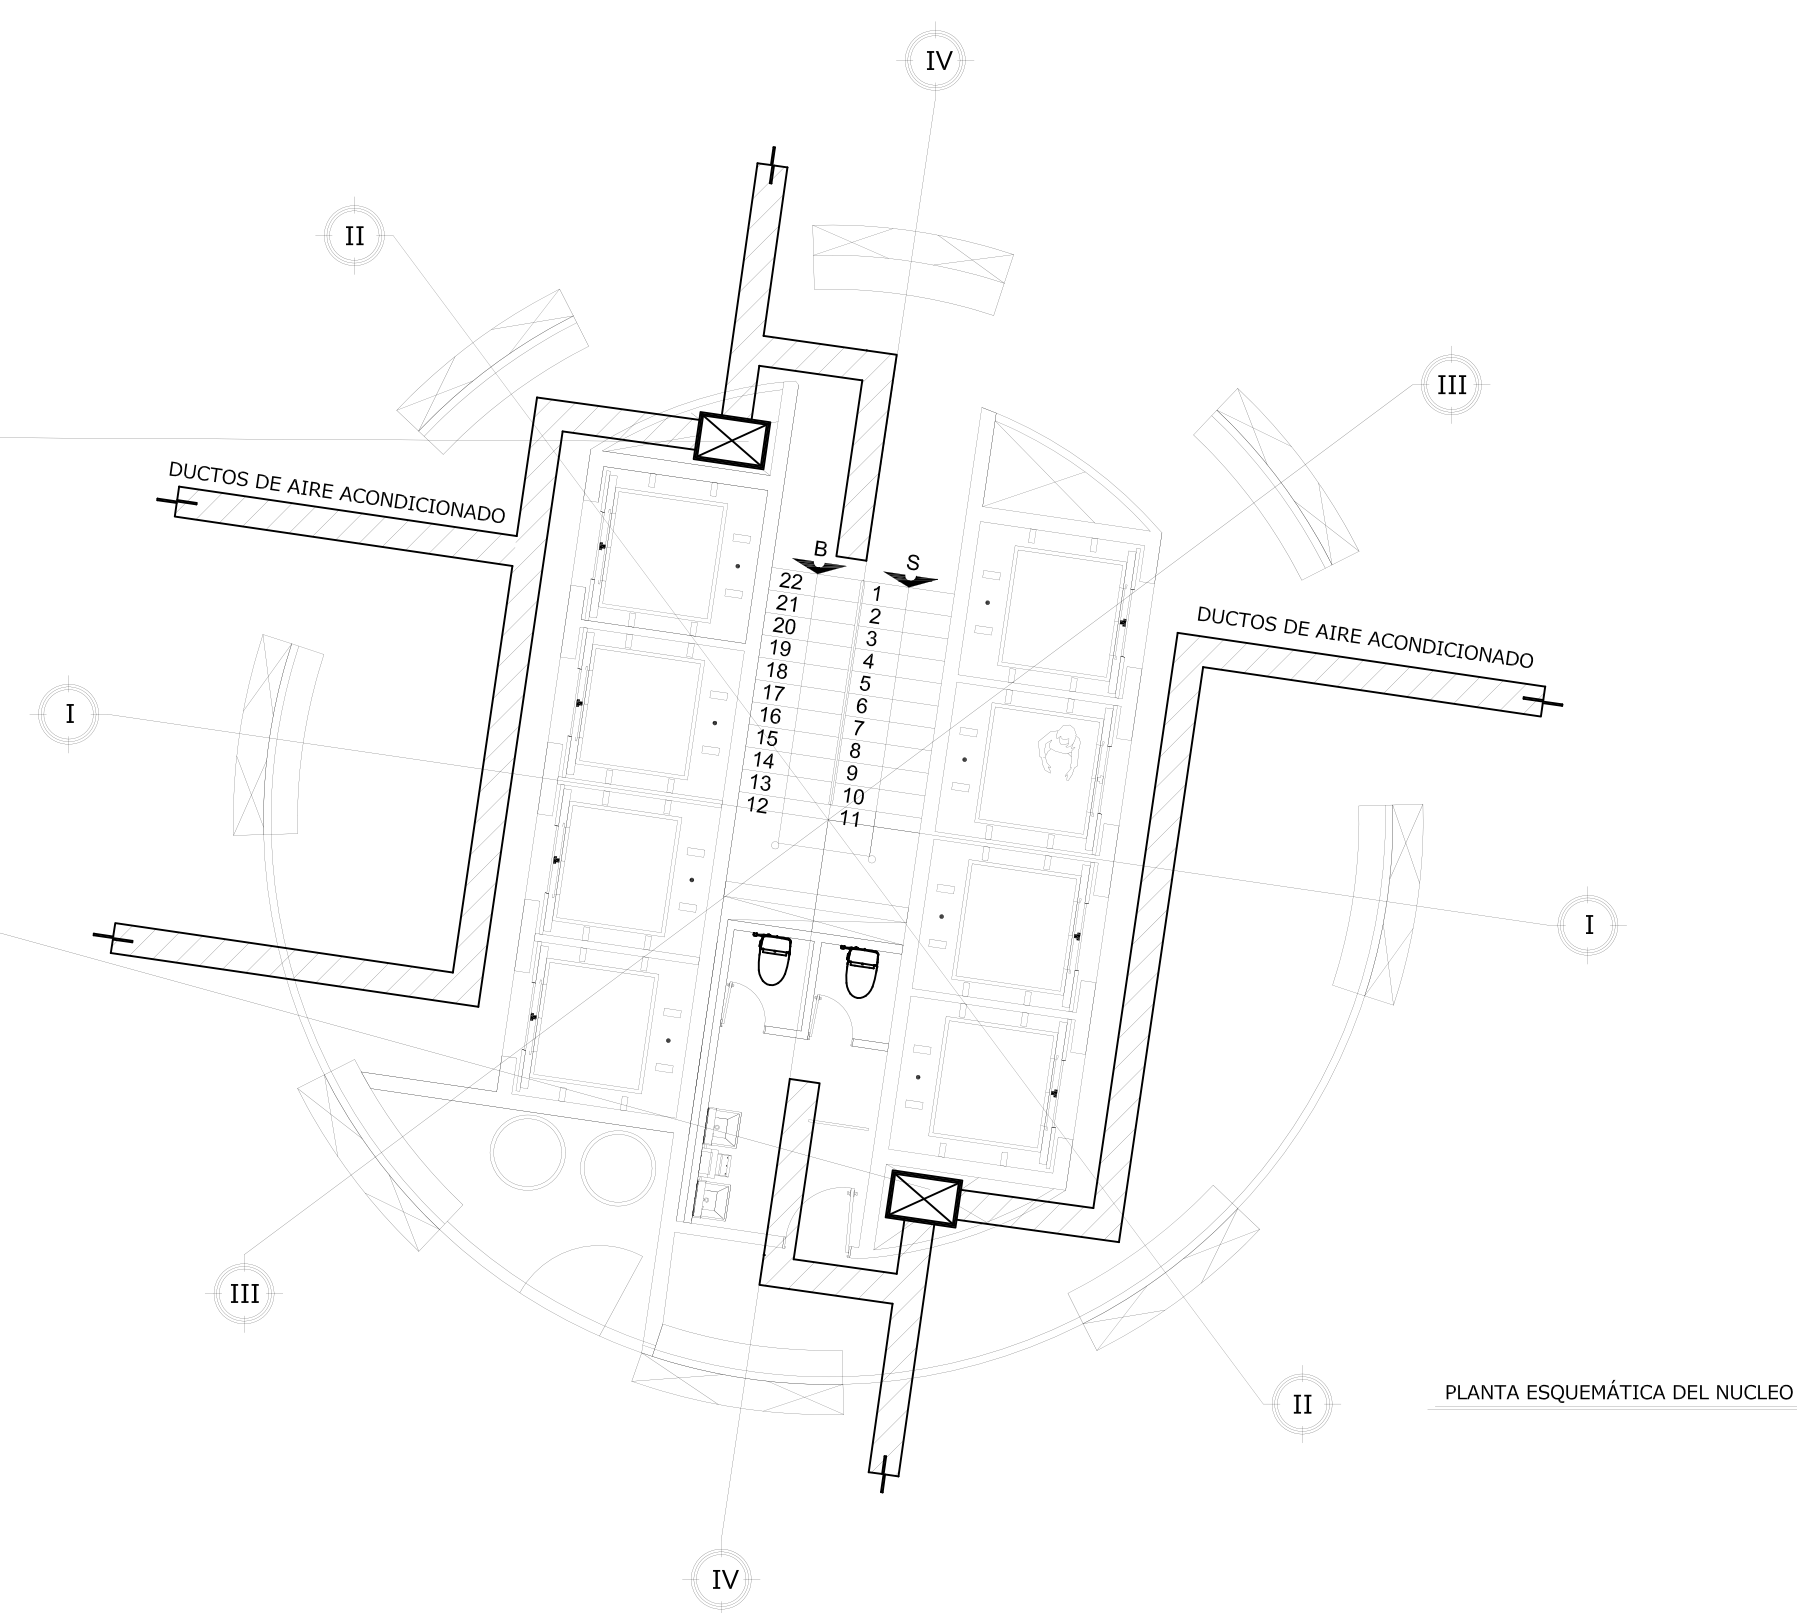 IV
II
III
DUCTOS DE AIRE ACONDICIONADO
B
S
22
1
21
2
20
3
19
4
18
5
17
6
16
7
15
8
14
9
13
10
12
11
DUCTOS DE AIRE ACONDICIONADO
I
I
III
II
PLANTA ESQUEMÁTICA DEL NUCLEO
IV